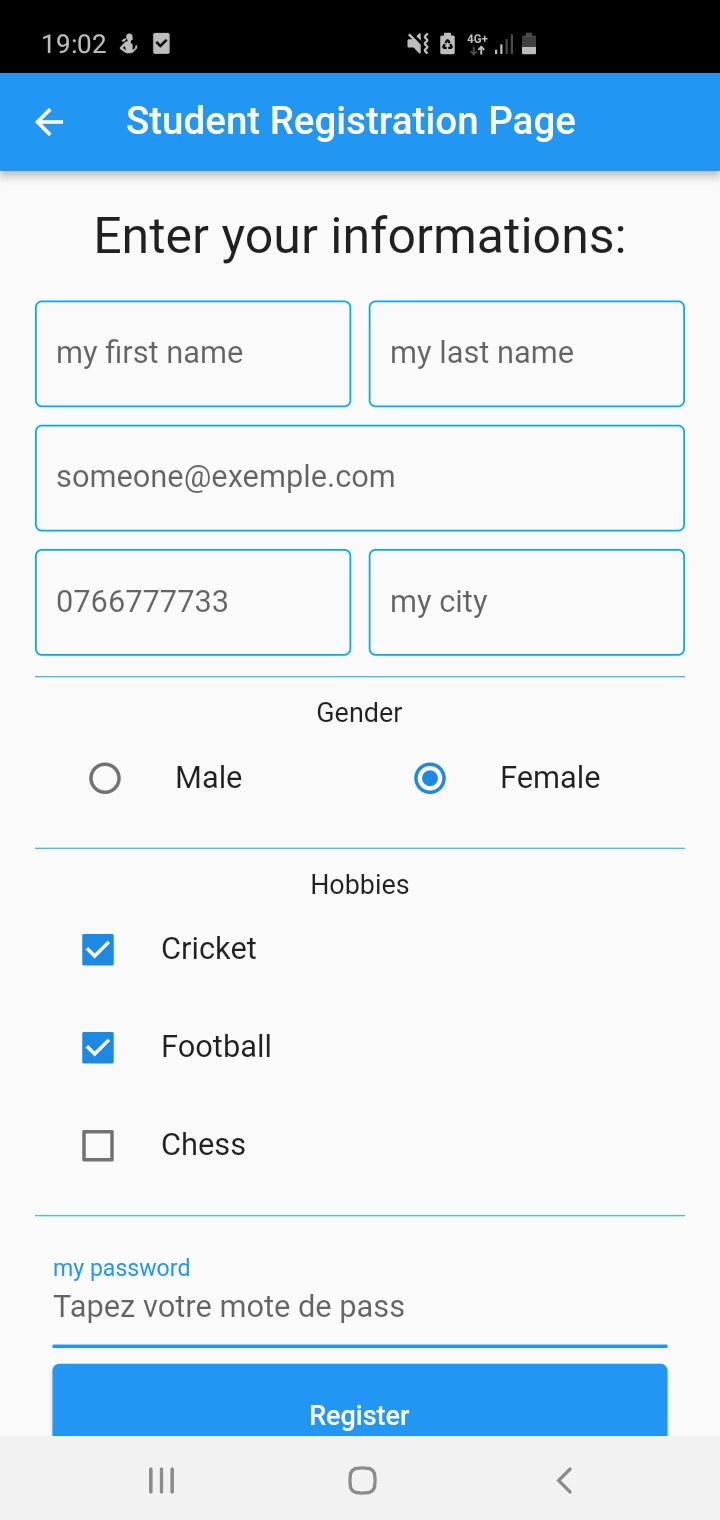 19:02 4G+
Student Registration Page
Enter your informations:
my first name my last name
someone@exemple.com
0766777733 my city
Gender
Male Female
Hobbies
Cricket
Football
Chess
my password
Tapez votre mote de pass
Register